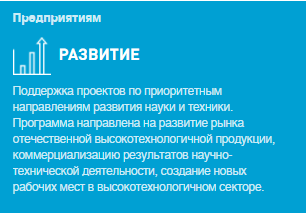 Предприятиям
РАЗВИТИЕ
Поддержка проектов по приоритетным
направлениям развития науки и техники.
Программа направлена на развитие рынка
отечественной высокотехнологичной продукции,
коммерциализацию результатов научно-
технической деятельности, создание новых
рабочих мест в высокотехнологичном секторе.